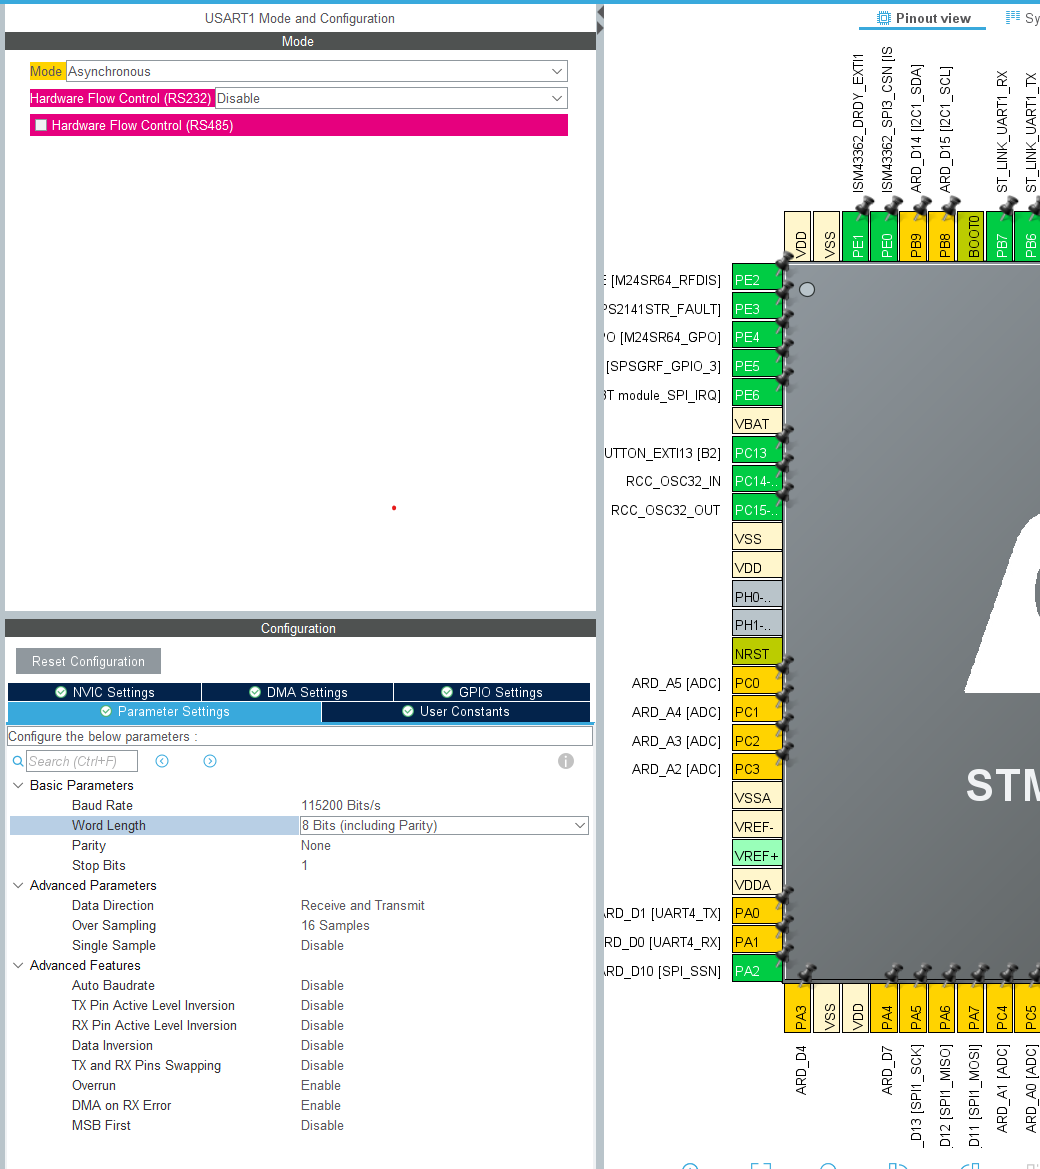 USART1 Mode and Configuration
Mode
Mode Asynchronous
Hardware Flow Control (RS232) Disable
Hardware Flow Control (RS485)
Configuration
Reset Configuration
NVIC Settings
DMA Settings
GPIO Settings
Parameter Settings
User Constants
Configure the below parameters :
Search (Ctrl+F)
Basic Parameters
Baud Rate 115200 Bits/s
Word Length 8 Bits (including Parity)
Parity None
Stop Bits 1
Advanced Parameters
Data Direction Receive and Transmit
Over Sampling 16 Samples
Single Sample Disable
Advanced Features
Auto Baudrate Disable
TX Pin Active Level Inversion Disable
RX Pin Active Level Inversion Disable
Data Inversion Disable
TX and RX Pins Swapping Disable
Overrun Enable
DMA on RX Error Enable
MSB First Disable
Pinout view
Sy
ISM43362_DRDY_EXTI1
ISM43362_SPI3_CSN [IS
ARD_D14 [I2C1_SDA]
ARD_D15 [I2C1_SCL]
ST_LINK_UART1_RX
ST_LINK_UART1_TX
VDD
VSS
PE1
PE0
PB9
PB8
BOOT0
PB7
PB6
[M24SR64_RFDIS] PE2
PS2141STR_FAULT] PE3
PO [M24SR64_GPO] PE4
[SPSGRF_GPIO_3] PE5
BT module_SPI_IRQ] PE6
VBAT
UTTON_EXTI13 [B2] PC13
RCC_OSC32_IN PC14-..
RCC_OSC32_OUT PC15-..
VSS
VDD
PH0-..
PH1-..
NRST
ARD_A5 [ADC] PC0
ARD_A4 [ADC] PC1
ARD_A3 [ADC] PC2
ARD_A2 [ADC] PC3
VSSA
VREF-
VREF+
VDDA
ARD_D1 [UART4_TX] PA0
RD_D0 [UART4_RX] PA1
ARD_D10 [SPI_SSN] PA2
STM
PA3
VSS
VDD
PA4
PA5
PA6
PA7
PC4
PC5
ARD_D4
ARD_D7
_D13 [SPI1_SCK]
D12 [SPI1_MISO]
D11 [SPI1_MOSI]
ARD_A1 [ADC]
ARD_A0 [ADC]